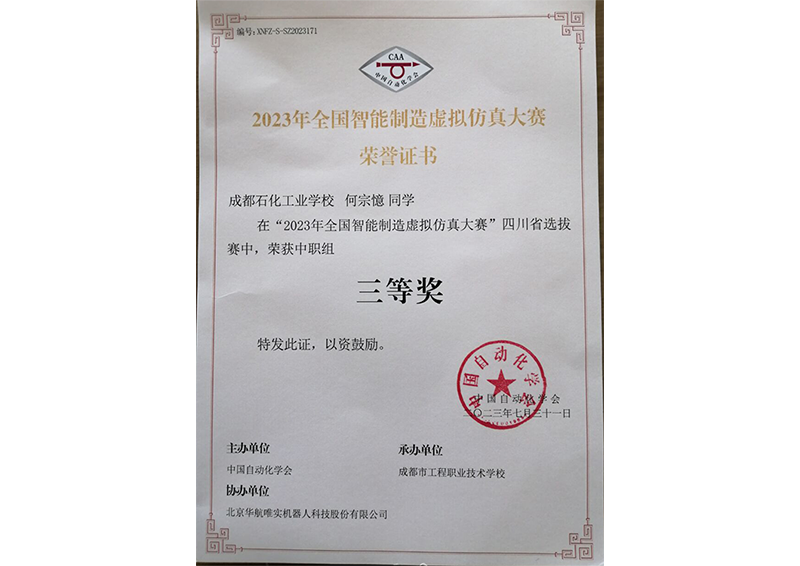 编号:XNFZ-S-SZ2023171
CAA
中国自动化学会
2023年全国智能制造虚拟仿真大赛
荣誉证书
成都石化工业学校 何宗憶 同学
在“2023年全国智能制造虚拟仿真大赛”四川省选拔
赛中，荣获中职组
三等奖
特发此证，以资鼓励。
中国自动化学会
中国自动化学会
二〇二三年七月三十一日
主办单位
承办单位
中国自动化学会
成都市工程职业技术学校
协办单位
北京华航唯实机器人科技股份有限公司